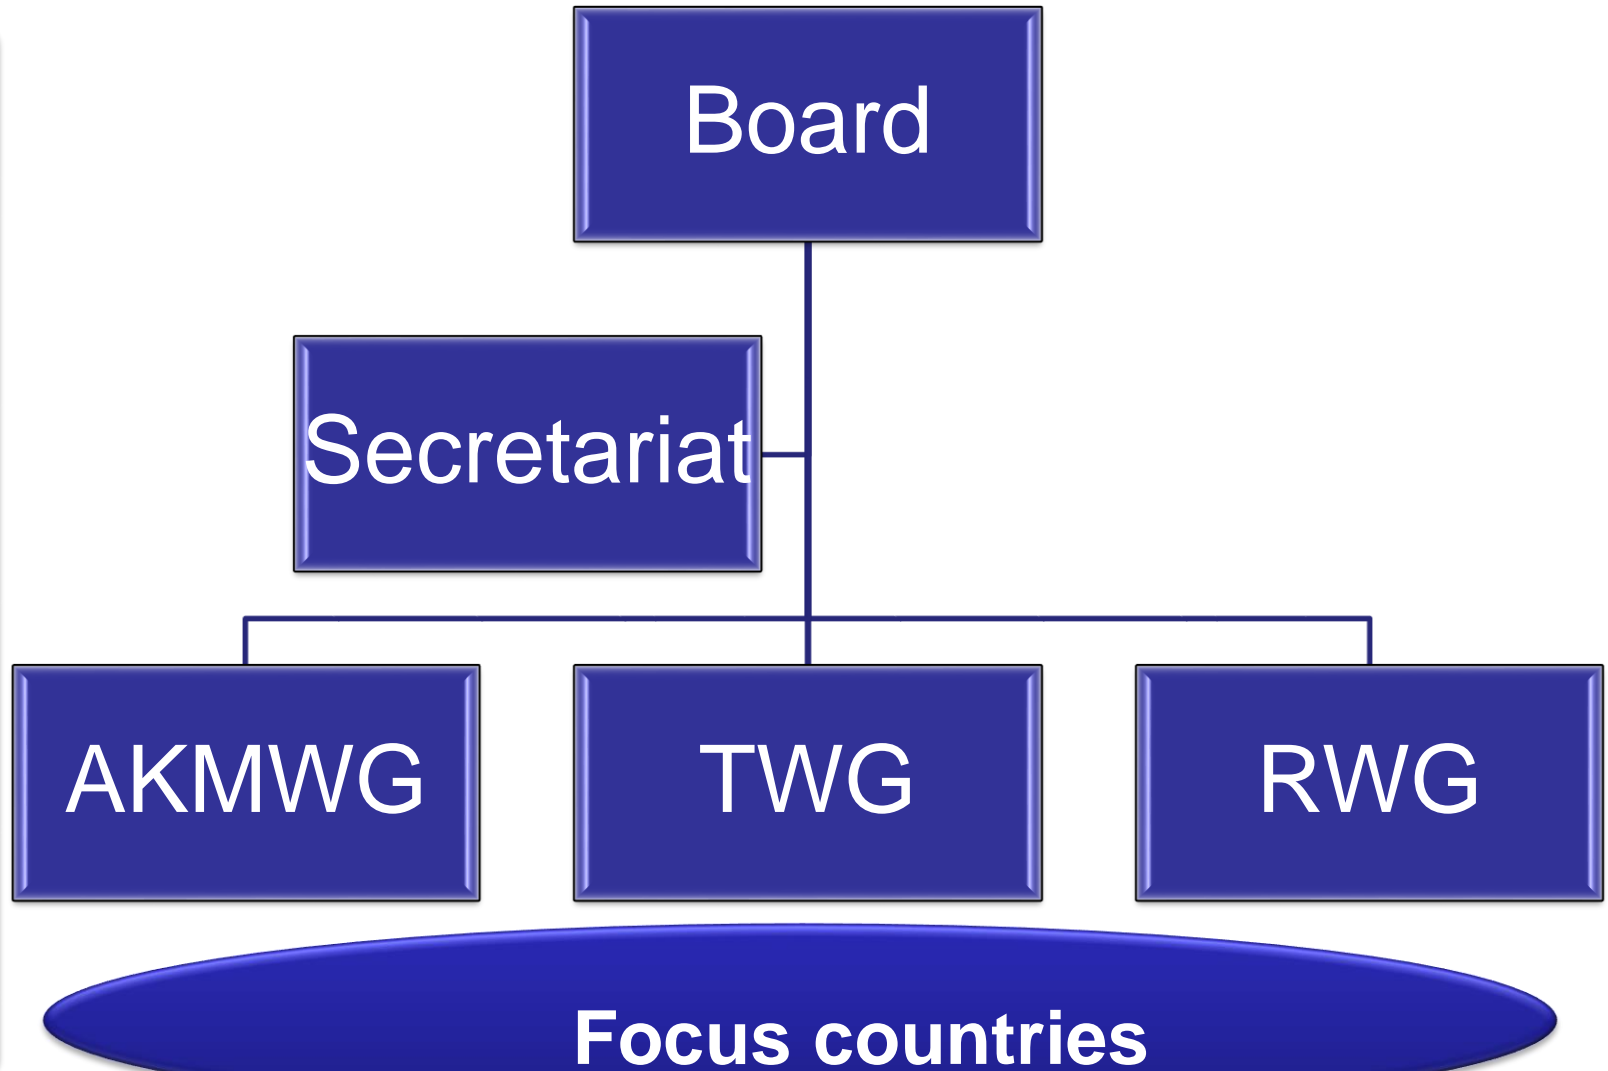 Board
Secretariat
AKMWG
TWG
RWG
Focus countries